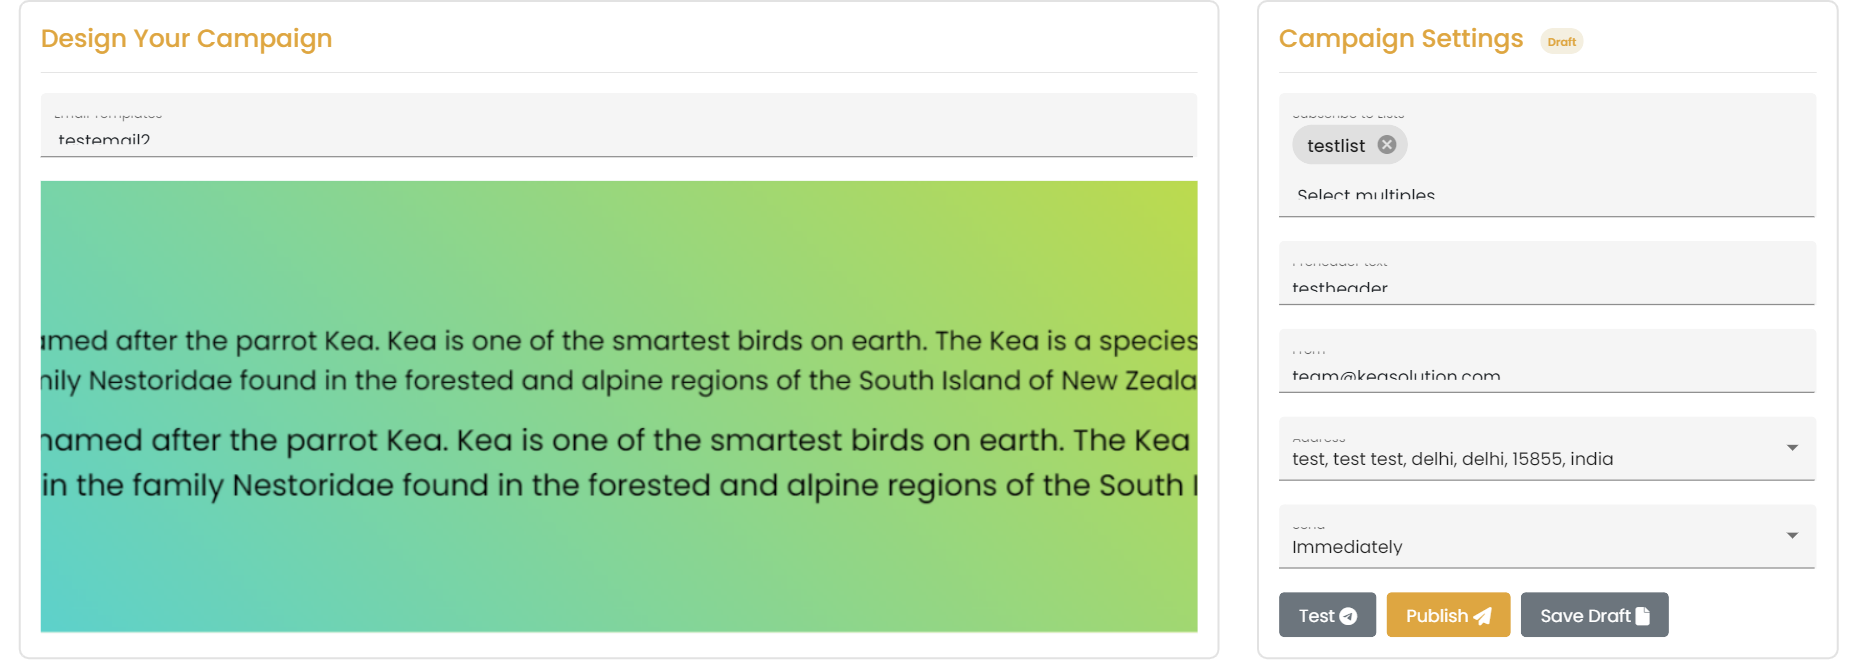 Design Your Campaign
Email Templates
testemail2
named after the parrot Kea. Kea is one of the smartest birds on earth. The Kea is a species
family Nestoridae found in the forested and alpine regions of the South Island of New Zeala
named after the parrot Kea. Kea is one of the smartest birds on earth. The Kea
in the family Nestoridae found in the forested and alpine regions of the South I
Campaign Settings Draft
Subscribe to Lists
testlist
Select multiples
Preheader text
testheader
From
team@keasolution.com
Address
test, test test, delhi, delhi, 15855, india
Send
Immediately
Test Publish Save Draft